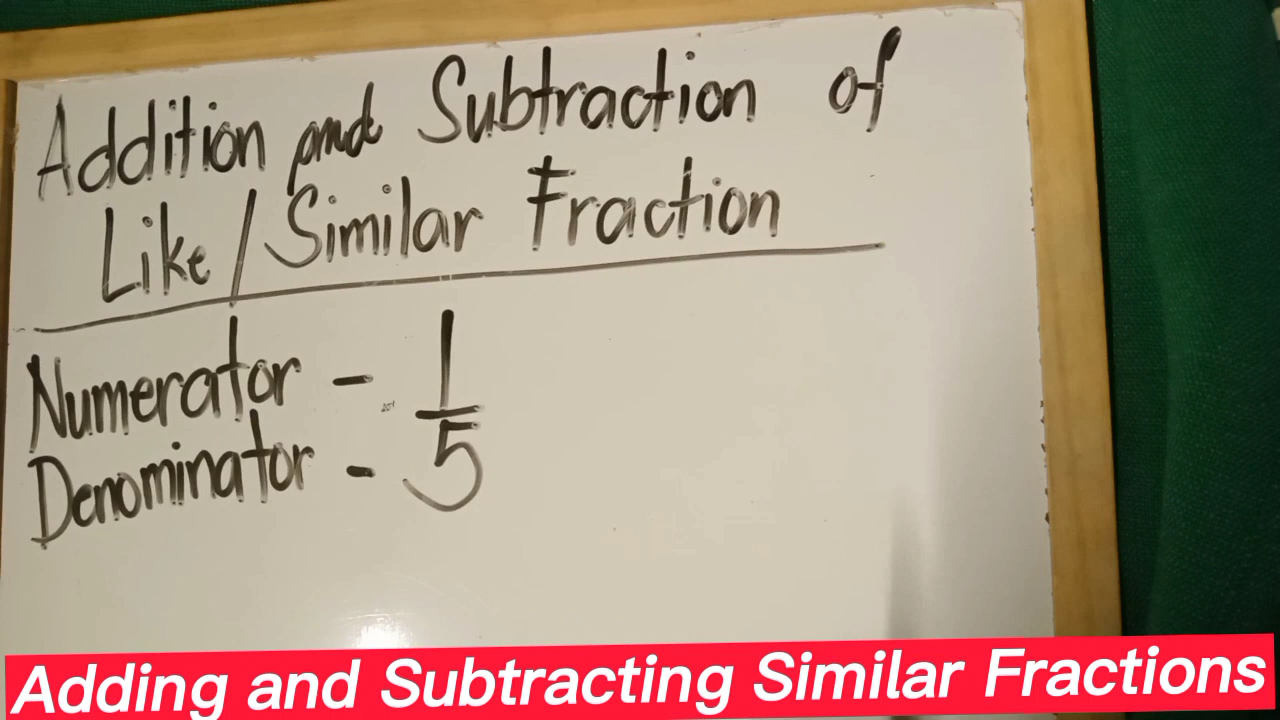 Addition and Subtraction of
Like / Similar Fraction
Numerator - 1
Denominator - 5
Adding and Subtracting Similar Fractions